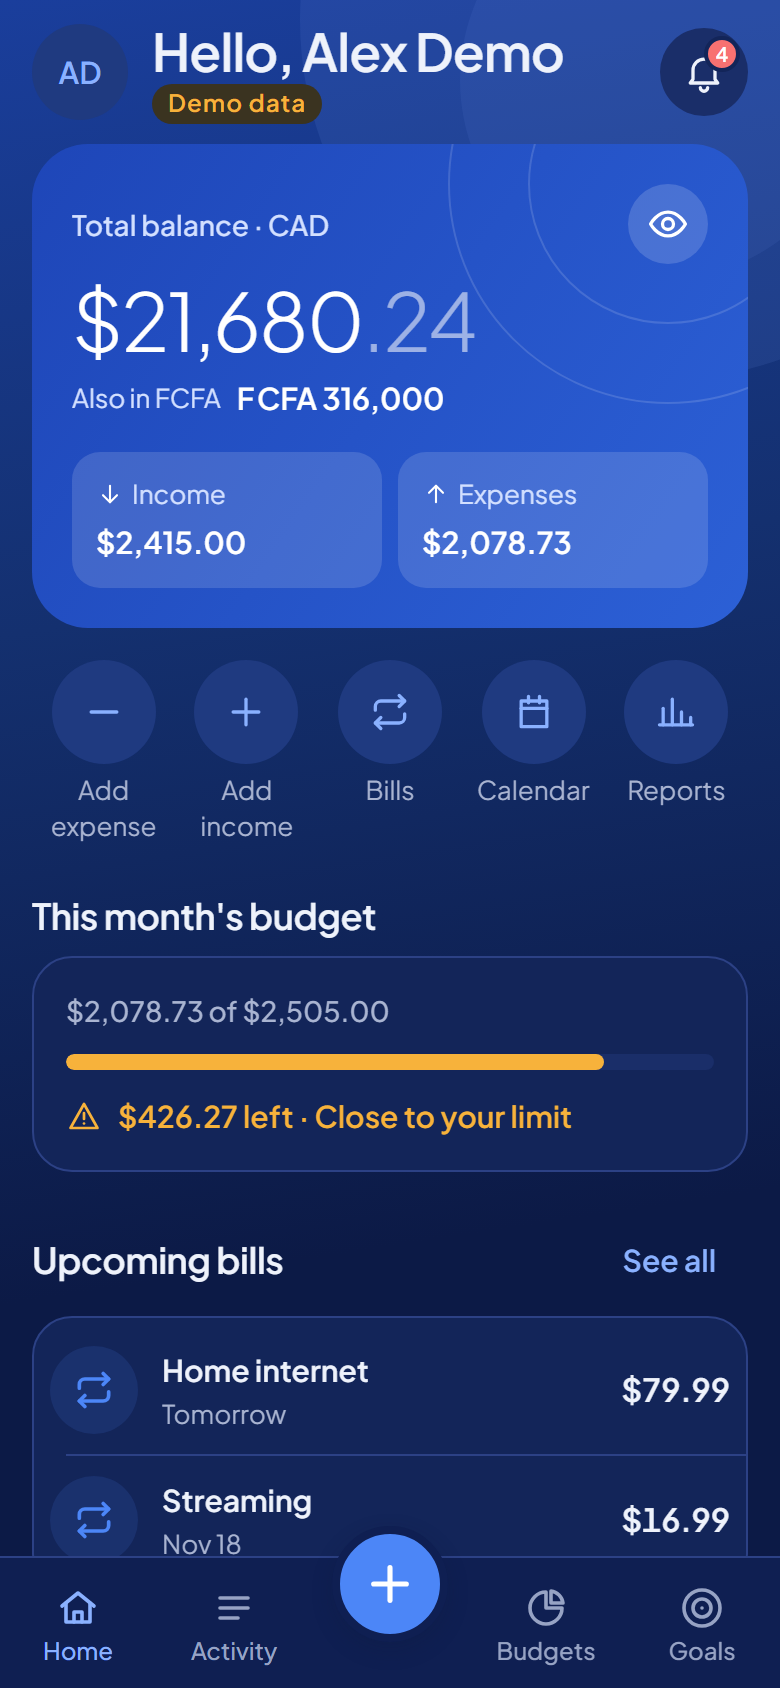 AD
Hello, Alex Demo
4
Demo data
Total balance · CAD
$21,680.24
Also in FCFA FCFA 316,000
Income
$2,415.00
Expenses
$2,078.73
Add expense
Add income
Bills
Calendar
Reports
This month's budget
$2,078.73 of $2,505.00
$426.27 left · Close to your limit
Upcoming bills
See all
Home internet
Tomorrow
$79.99
Streaming
Nov 18
$16.99
Home
Activity
Budgets
Goals